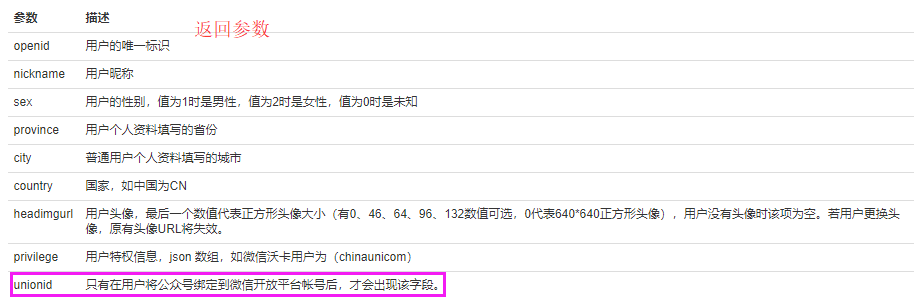 参数 描述
返回参数
openid 用户的唯一标识
nickname 用户昵称
sex 用户的性别，值为1时是男性，值为2时是女性，值为0时是未知
province 用户个人资料填写的省份
city 普通用户个人资料填写的城市
country 国家，如中国为CN
headimgurl 用户头像，最后一个数值代表正方形头像大小（有0、46、64、96、132数值可选，0代表640*640正方形头像），用户没有头像时该项为空。若用户更换头
像，原有头像URL将失效。
privilege 用户特权信息，json 数组，如微信沃卡用户为（chinaunicom）
unionid 只有在用户将公众号绑定到微信开放平台帐号后，才会出现该字段。